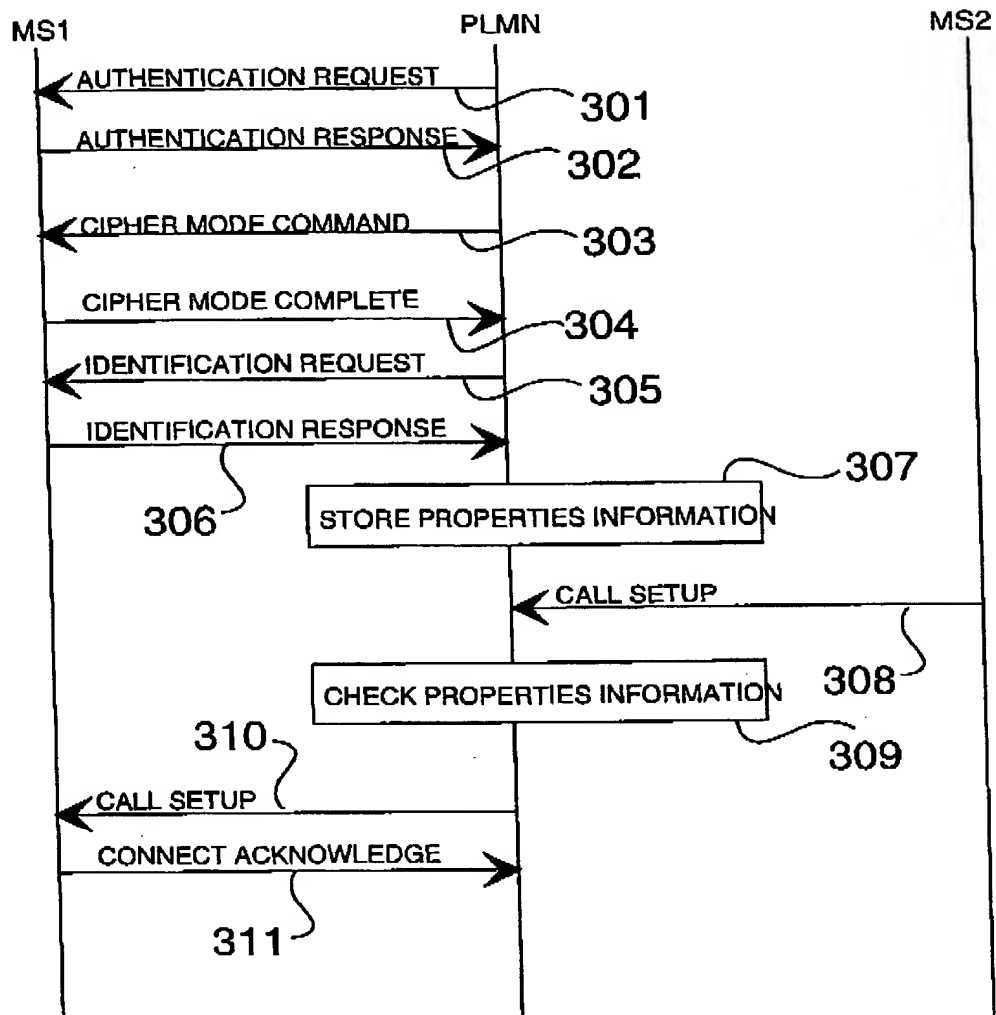 MS1 PLMN MS2
AUTHENTICATION REQUEST
301
AUTHENTICATION RESPONSE
302
CIPHER MODE COMMAND
303
CIPHER MODE COMPLETE
304
IDENTIFICATION REQUEST
305
IDENTIFICATION RESPONSE
306
307
STORE PROPERTIES INFORMATION
CALL SETUP
308
CHECK PROPERTIES INFORMATION
309
310
CALL SETUP
CONNECT ACKNOWLEDGE
311